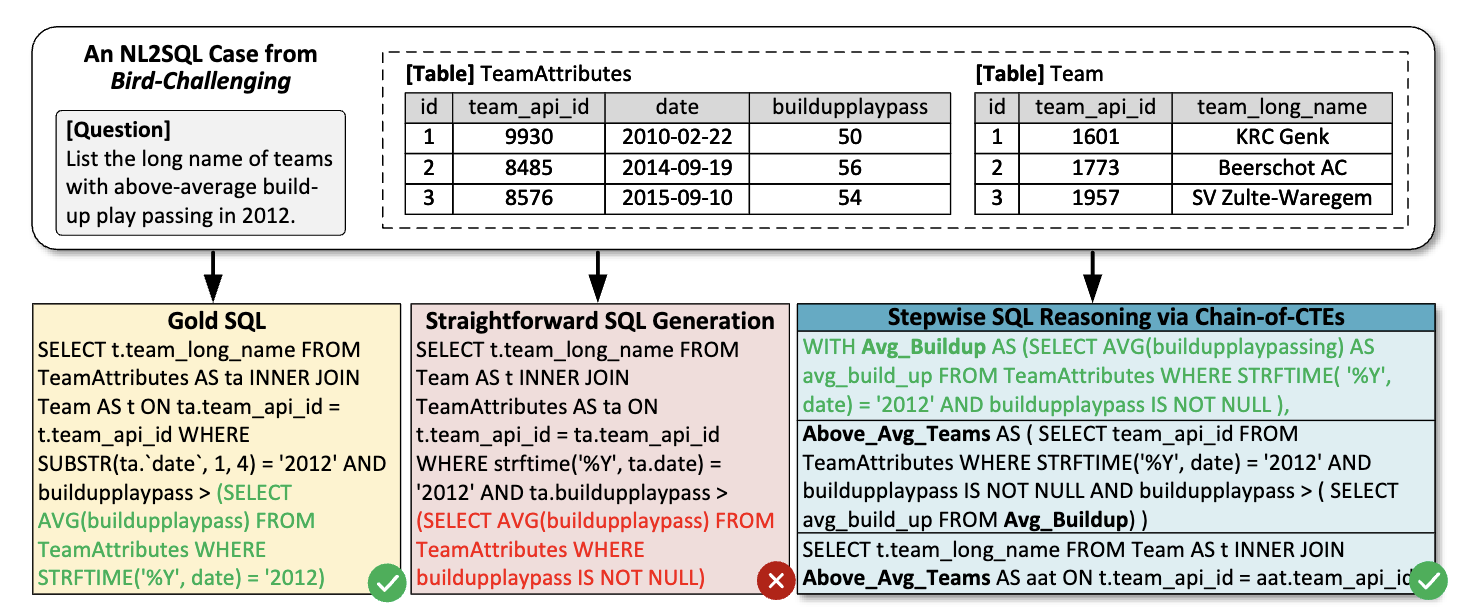 An NL2SQL Case from
Bird-Challenging
[Question]
List the long name of teams
with above-average build-
up play passing in 2012.
[Table] TeamAttributes
id team_api_id date buildupplaypass
1 9930 2010-02-22 50
2 8485 2014-09-19 56
3 8576 2015-09-10 54
[Table] Team
id team_api_id team_long_name
1 1601 KRC Genk
2 1773 Beerschot AC
3 1957 SV Zulte-Waregem
Gold SQL
SELECT t.team_long_name FROM
TeamAttributes AS ta INNER JOIN
Team AS t ON ta.team_api_id =
t.team_api_id WHERE
SUBSTR(ta.`date`, 1, 4) = '2012' AND
buildupplaypass > (SELECT
AVG(buildupplaypass) FROM
TeamAttributes WHERE
STRFTIME('%Y', date) = '2012)
Straightforward SQL Generation
SELECT t.team_long_name FROM
Team AS t INNER JOIN
TeamAttributes AS ta ON
t.team_api_id = ta.team_api_id
WHERE strftime('%Y', ta.date) =
'2012' AND ta.buildupplaypass >
(SELECT AVG(buildupplaypass) FROM
TeamAttributes WHERE
buildupplaypass IS NOT NULL)
Stepwise SQL Reasoning via Chain-of-CTEs
WITH Avg_Buildup AS (SELECT AVG(buildupplaypassing) AS
avg_build_up FROM TeamAttributes WHERE STRFTIME( '%Y',
date) = '2012' AND buildupplaypass IS NOT NULL ),
Above_Avg_Teams AS ( SELECT team_api_id FROM
TeamAttributes WHERE STRFTIME('%Y', date) = '2012' AND
buildupplaypass IS NOT NULL AND buildupplaypass > ( SELECT
avg_build_up FROM Avg_Buildup) )
SELECT t.team_long_name FROM Team AS t INNER JOIN
Above_Avg_Teams AS aat ON t.team_api_id = aat.team_api_id